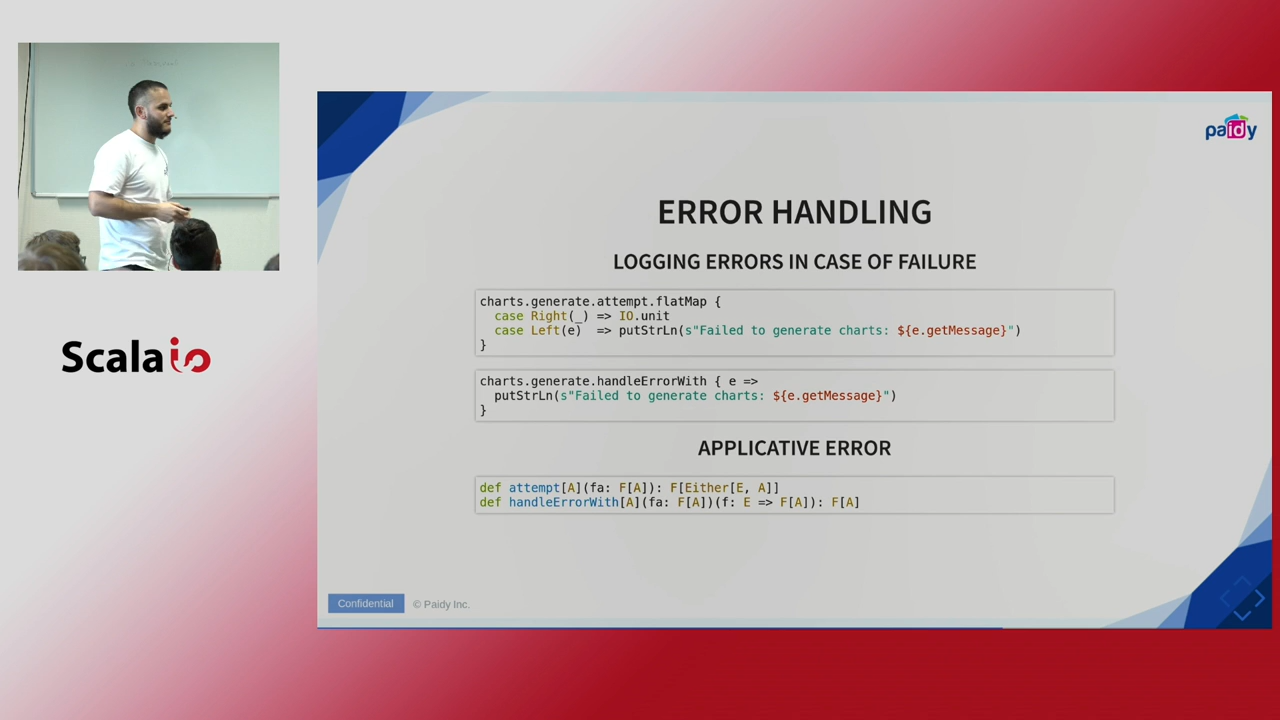 paidy
ERROR HANDLING
LOGGING ERRORS IN CASE OF FAILURE
charts.generate.attempt.flatMap {
  case Right(_) => IO.unit
  case Left(e)  => putStrLn(s"Failed to generate charts: ${e.getMessage}")
}
charts.generate.handleErrorWith { e =>
  putStrLn(s"Failed to generate charts: ${e.getMessage}")
}
APPLICATIVE ERROR
def attempt[A](fa: F[A]): F[Either[E, A]]
def handleErrorWith[A](fa: F[A])(f: E => F[A]): F[A]
Confidential © Paidy Inc.
Scala io